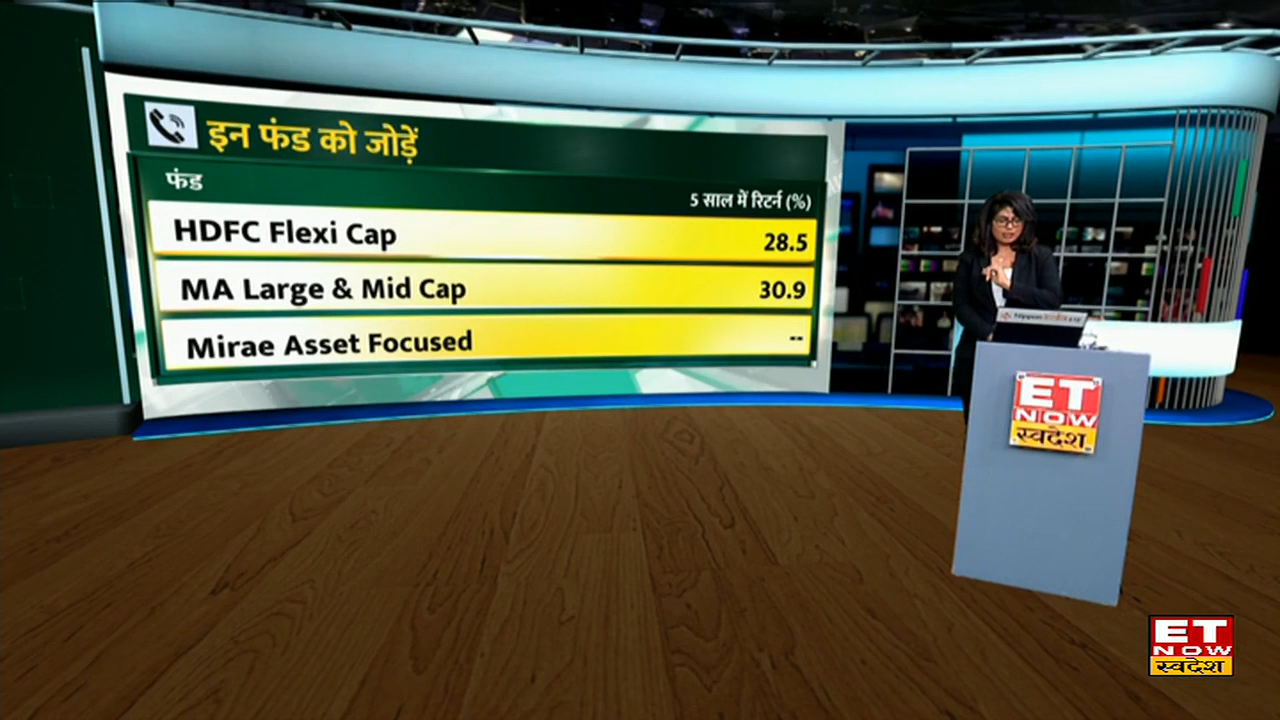 इन फंड को जोड़ें
फंड
5 साल में रिटर्न (%)
HDFC Flexi Cap
28.5
MA Large & Mid Cap
30.9
Mirae Asset Focused
--
Nippon
ET
NOW
स्वदेश
ET
NOW
स्वदेश